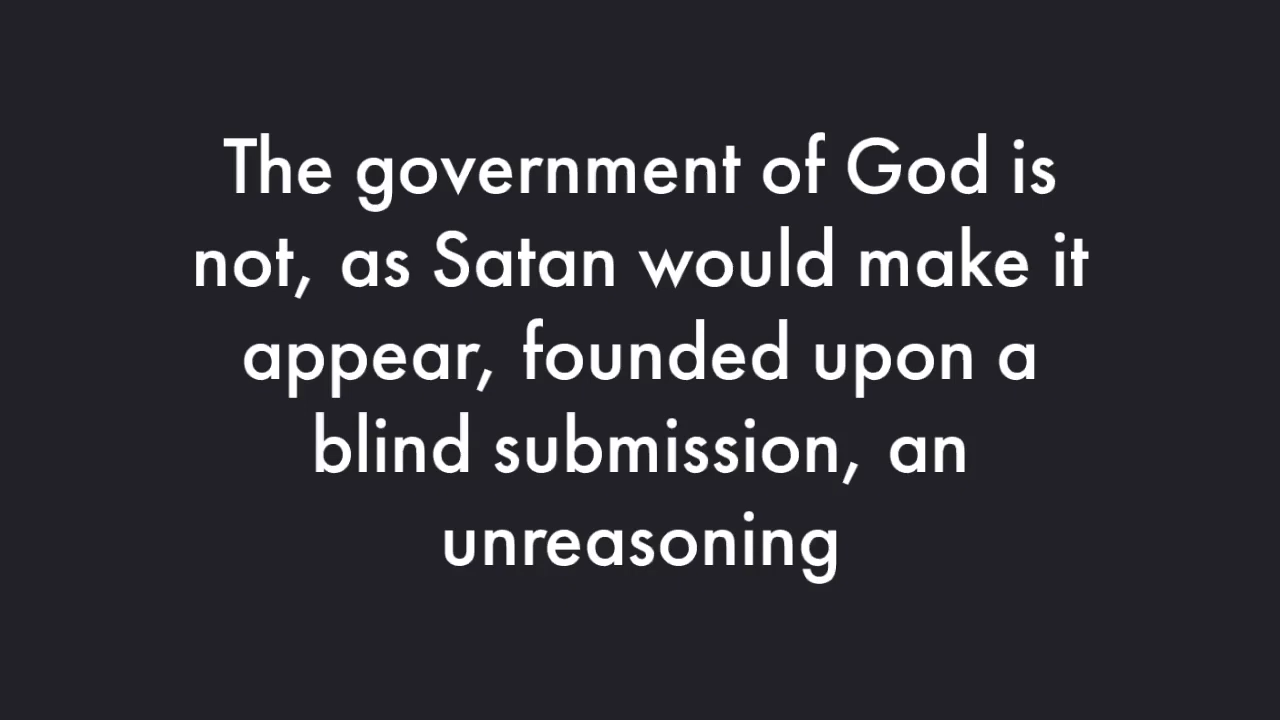 The government of God is
not, as Satan would make it
appear, founded upon a
blind submission, an
unreasoning